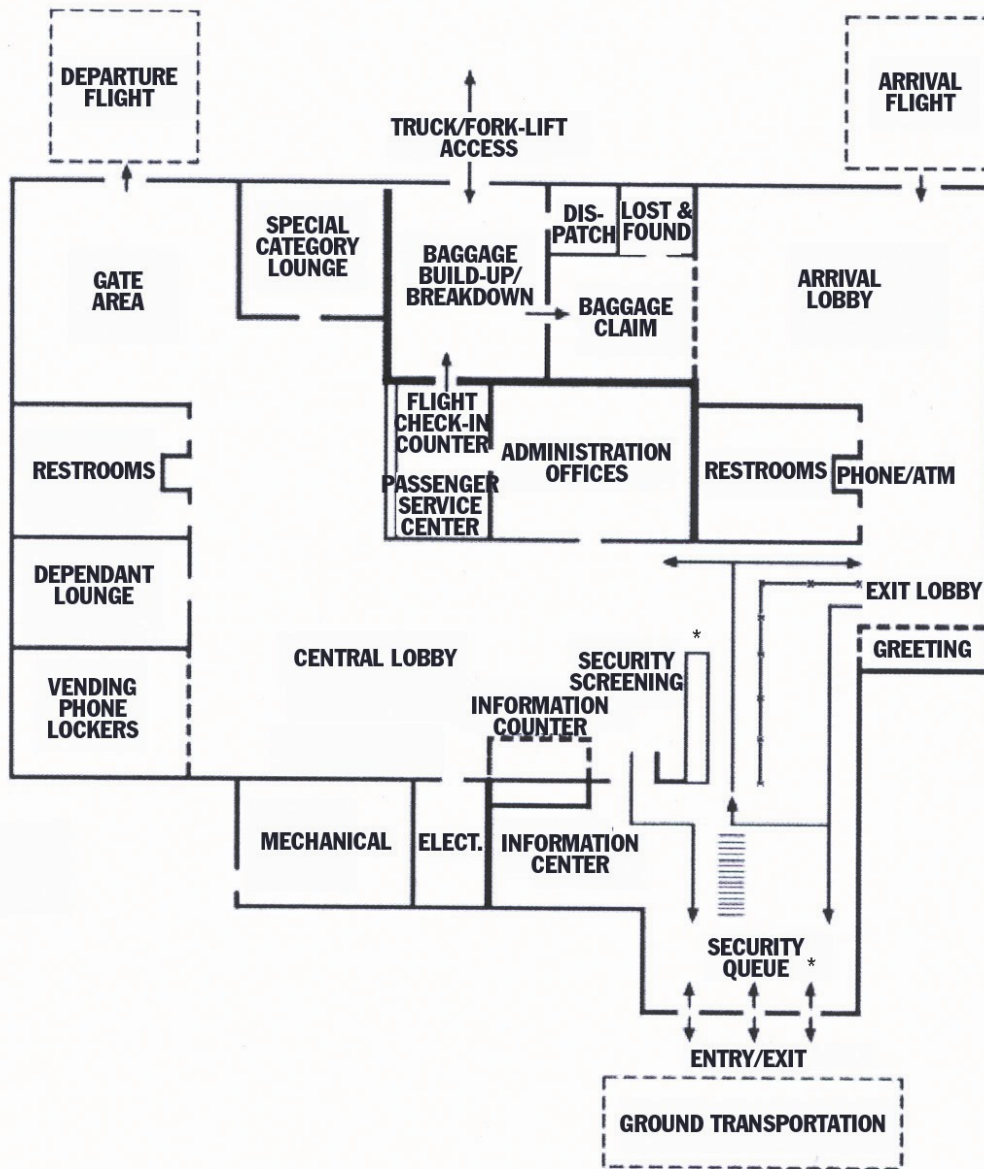 DEPARTURE
FLIGHT
ARRIVAL
FLIGHT
TRUCK/FORK-LIFT
ACCESS
GATE
AREA
SPECIAL
CATEGORY
LOUNGE
BAGGAGE
BUILD-UP/
BREAKDOWN
DIS-
PATCH
LOST &
FOUND
BAGGAGE
CLAIM
ARRIVAL
LOBBY
RESTROOMS
FLIGHT
CHECK-IN
COUNTER
PASSENGER
SERVICE
CENTER
ADMINISTRATION
OFFICES
RESTROOMS
PHONE/ATM
DEPENDANT
LOUNGE
EXIT LOBBY
GREETING
VENDING
PHONE
LOCKERS
CENTRAL LOBBY
*
SECURITY
SCREENING
INFORMATION
COUNTER
MECHANICAL
ELECT.
INFORMATION
CENTER
SECURITY
QUEUE *
ENTRY/EXIT
GROUND TRANSPORTATION